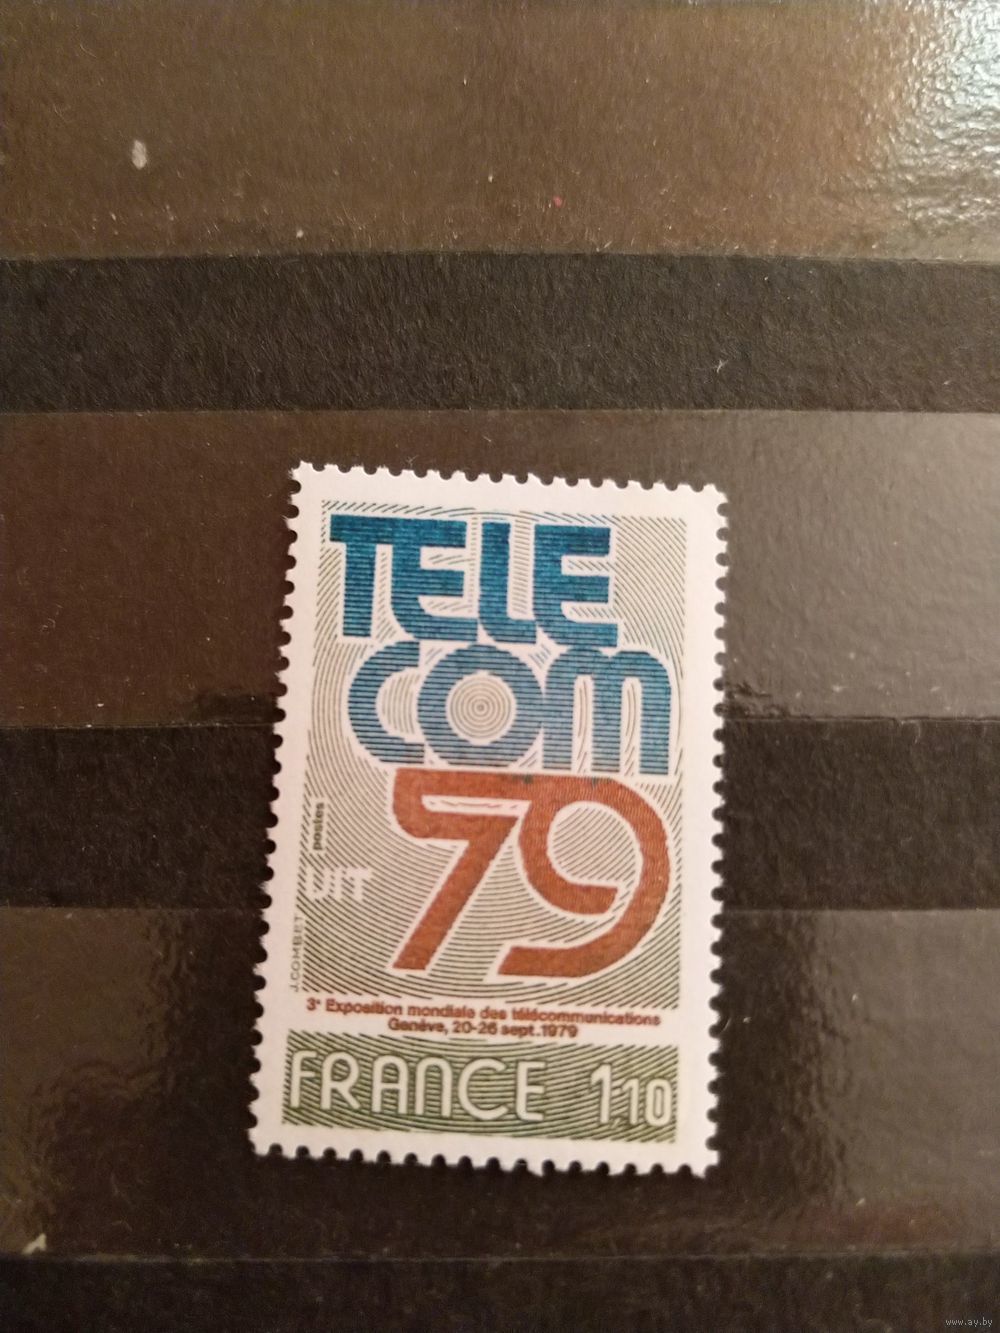 TELE
COM
79
postes
UIT
J.COMBET
3e Exposition mondiale des télécommunications
Genève, 20-26 sept.1979
FRANCE 1,10
www.ay.by